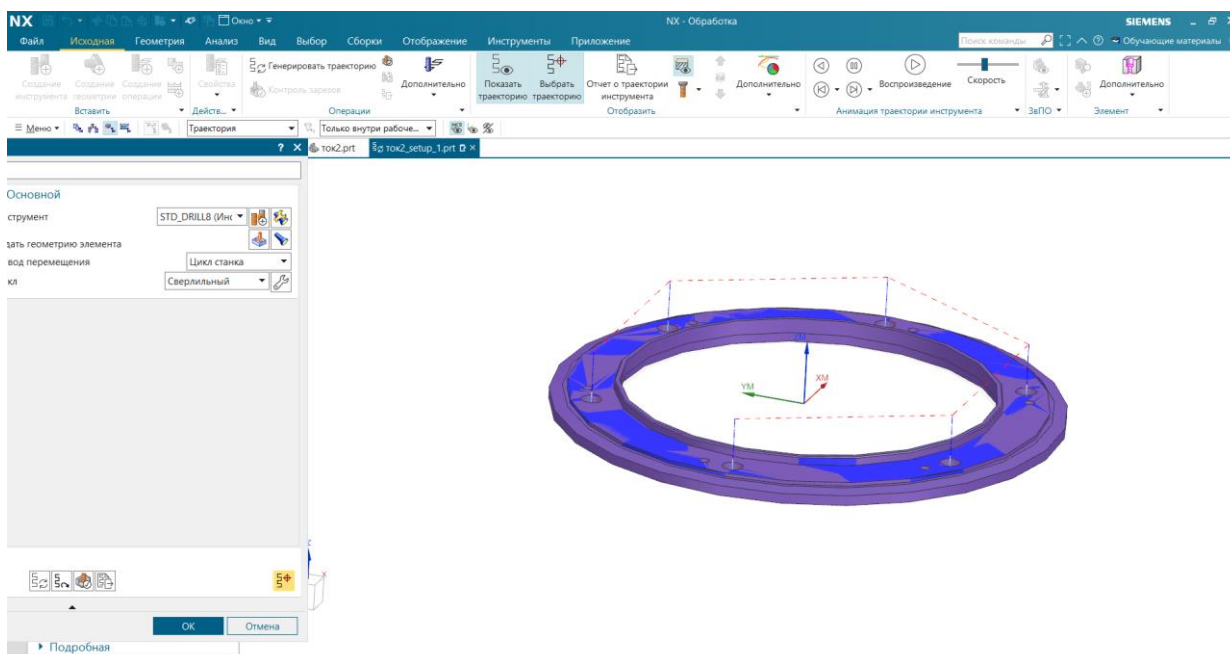 NX Окно NX - Обработка SIEMENS
Файл Исходная Геометрия Анализ Вид Выбор Сборки Отображение Инструменты Приложение Поиск команды Обучающие материалы
Создание инструмента Создание геометрии Создание операции Свойства Генерировать траекторию Контроль зарезов Дополнительно Показать траекторию Выбрать траекторию Отчет о траектории инструмента Дополнительно Воспроизведение Скорость Дополнительно
Вставить Действ... Операции Отобразить Анимация траектории инструмента ЗвПО Элемент
Меню Траектория Только внутри рабоче...
? ток2.prt ток2_setup_1.prt
Основной
струмент STD_DRILL8 (Инс
дать геометрию элемента
вод перемещения Цикл станка
кл Сверлильный
ZM
YM XM
OK Отмена
Подробная